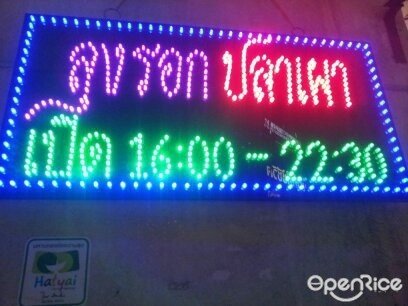 ลุงรอก ปลาเผา
เปิด 16:00 - 22:30
Hatyai
OpenRice